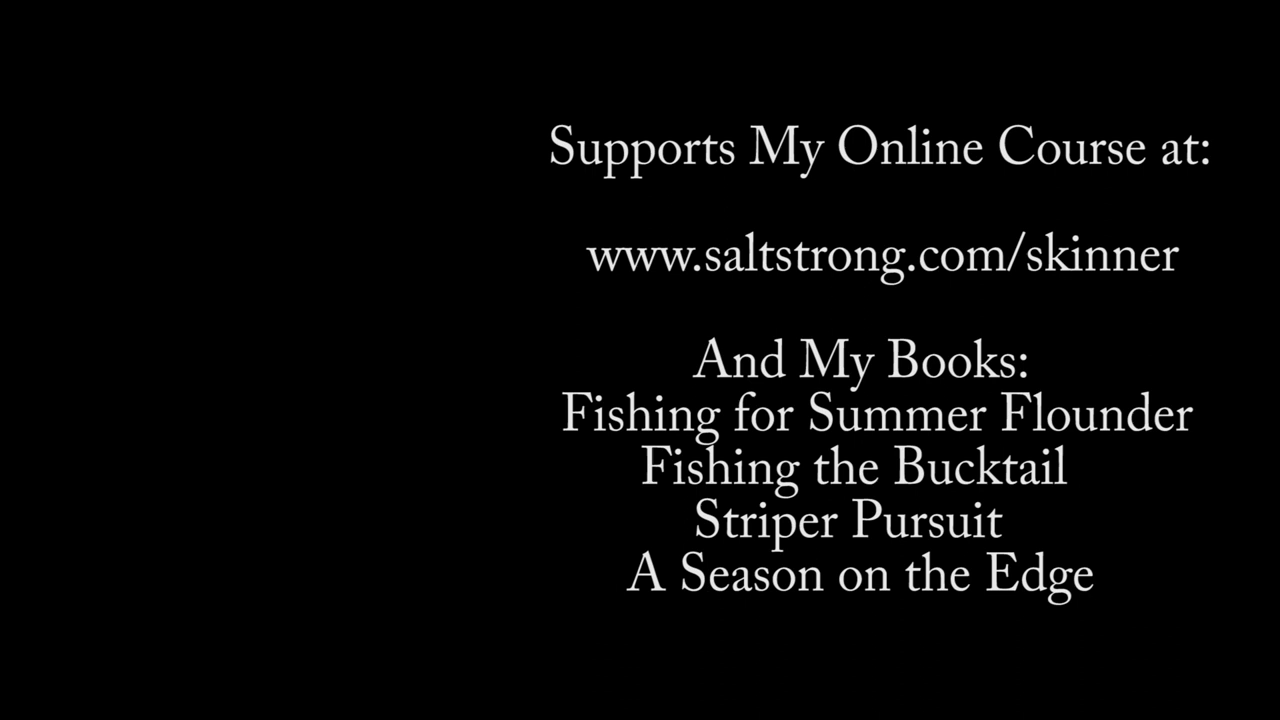 Supports My Online Course at:
www.saltstrong.com/skinner
And My Books:
Fishing for Summer Flounder
Fishing the Bucktail
Striper Pursuit
A Season on the Edge